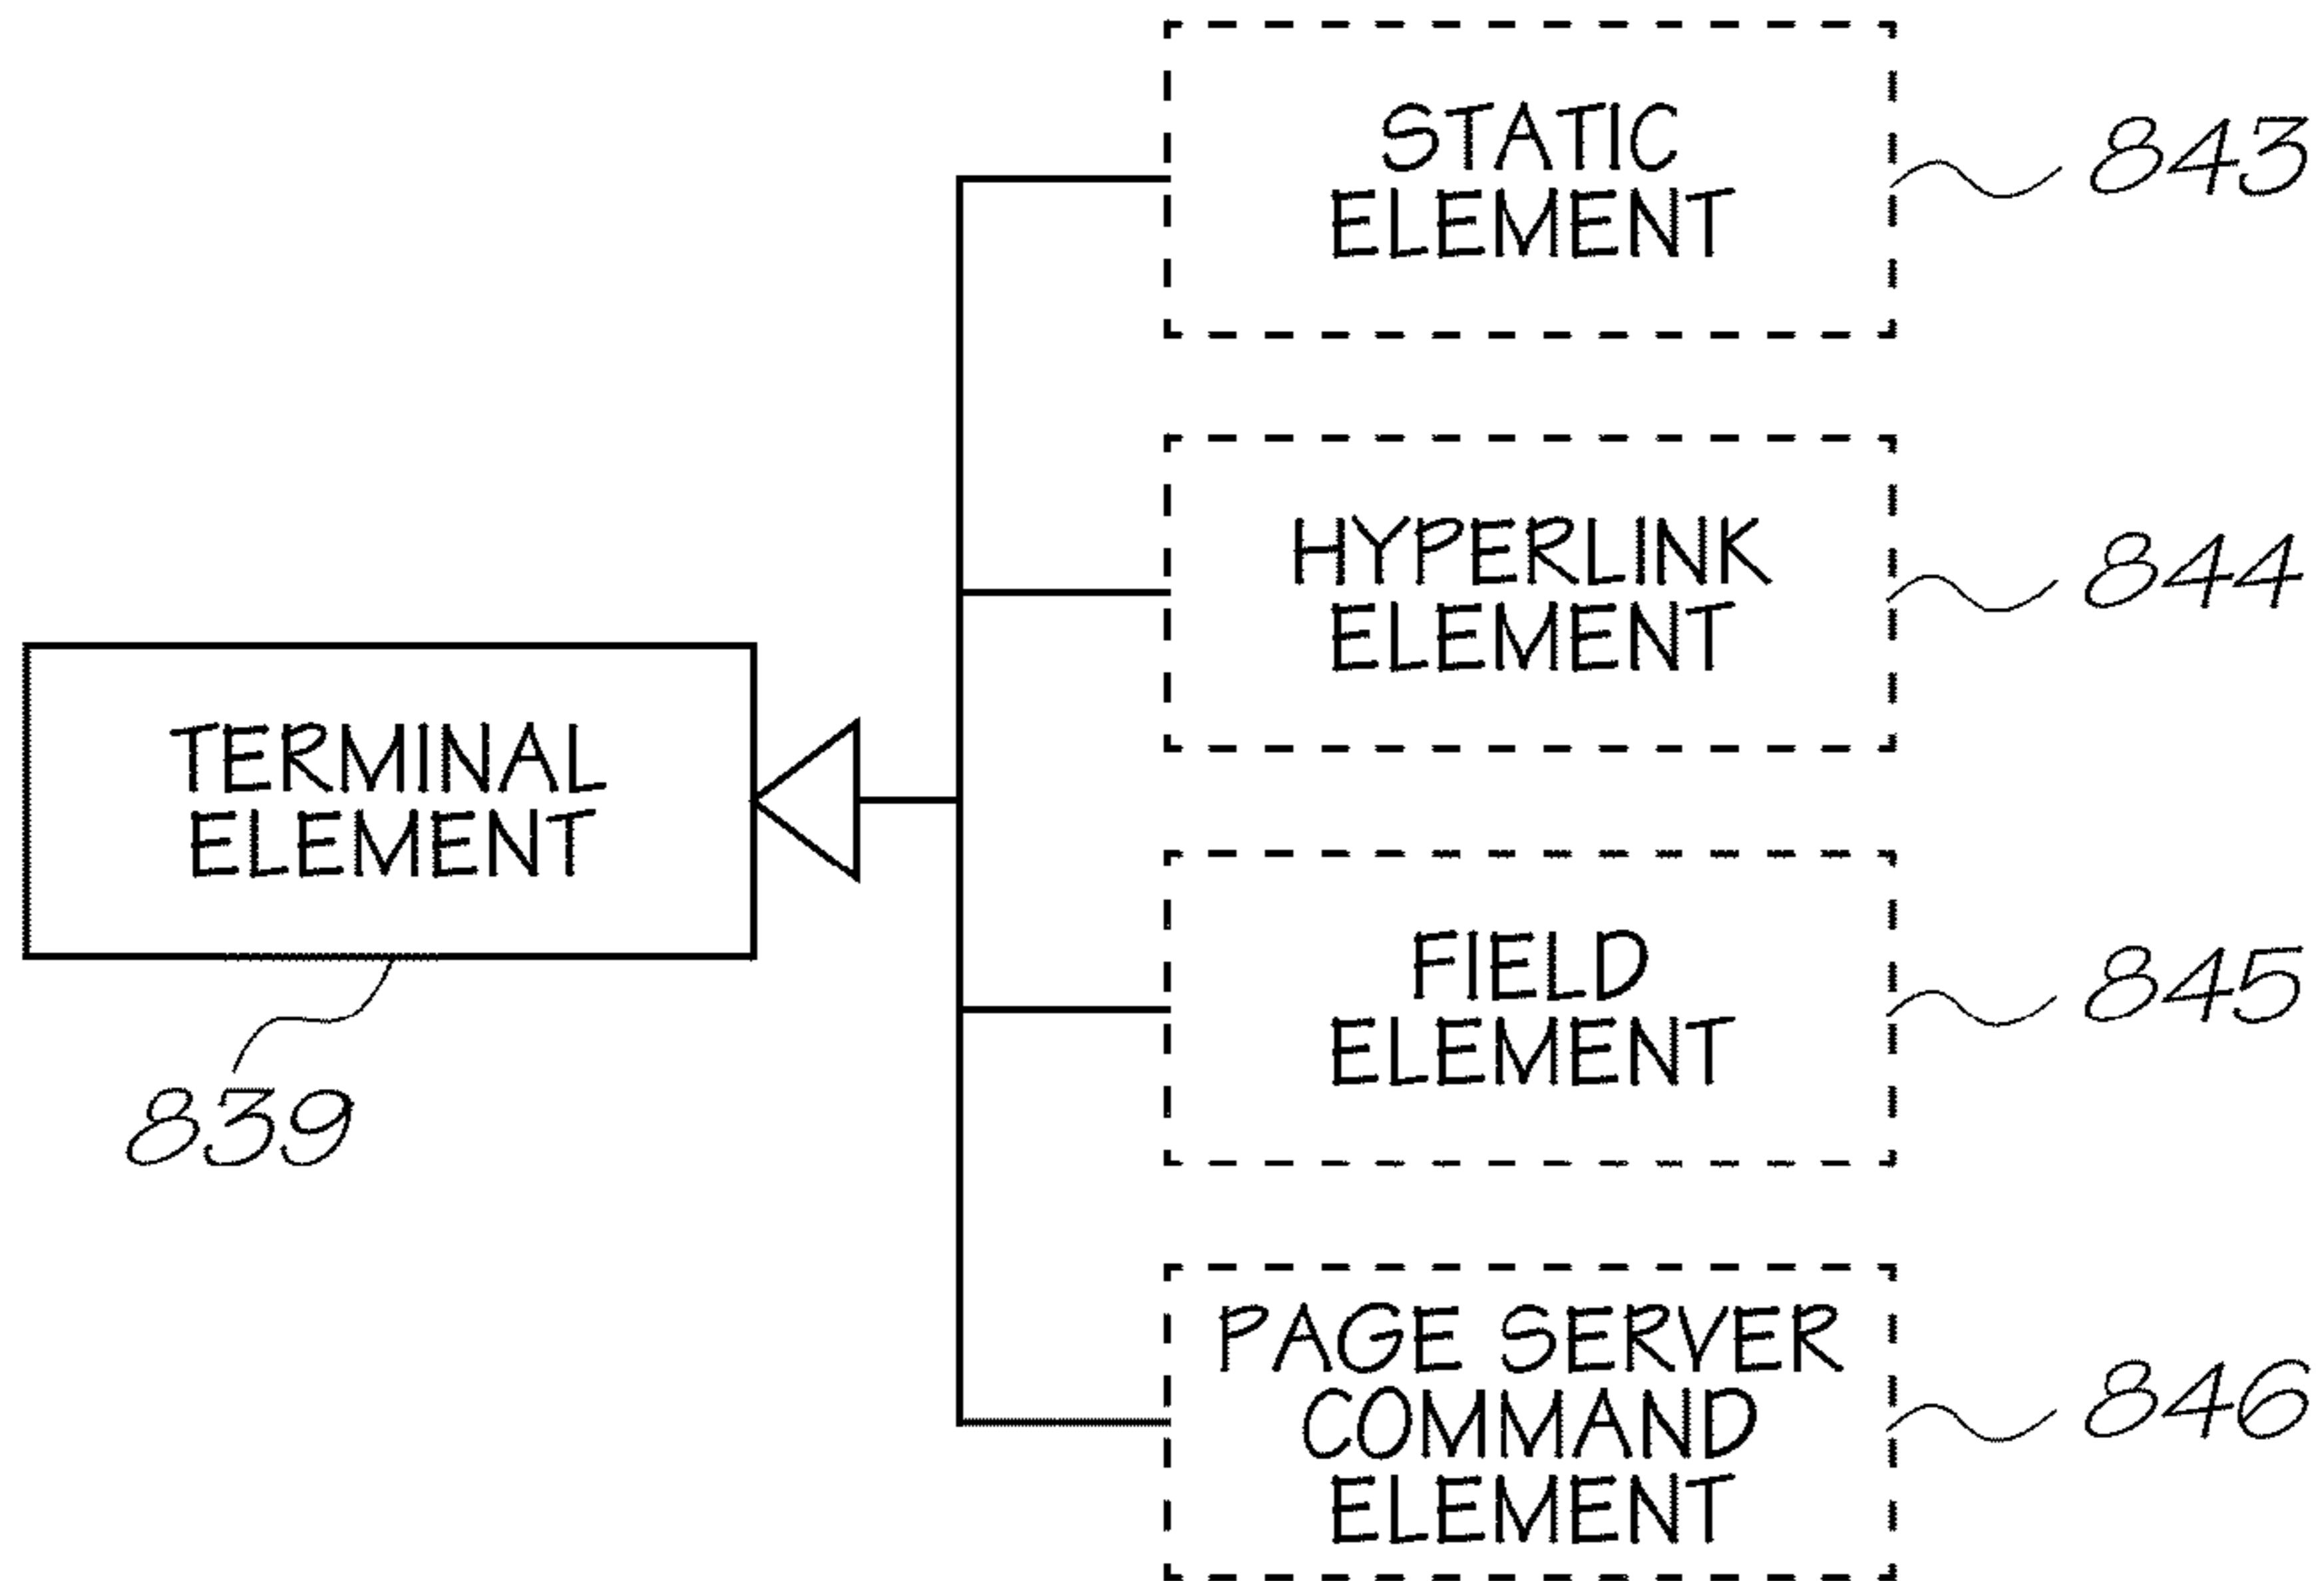 STATIC
ELEMENT
843
HYPERLINK
ELEMENT
844
TERMINAL
ELEMENT
839
FIELD
ELEMENT
845
PAGE SERVER
COMMAND
ELEMENT
846